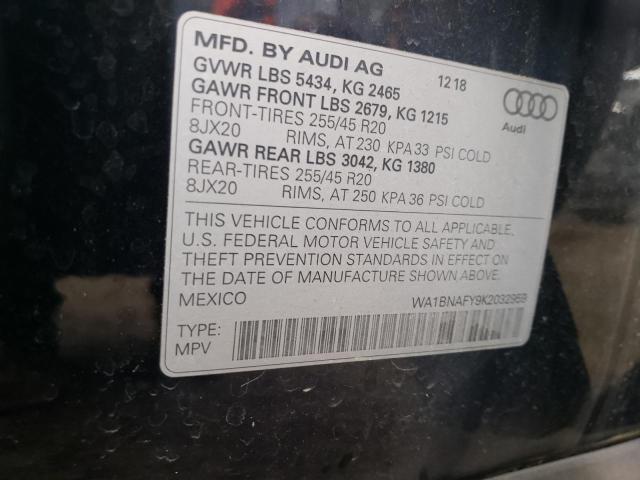 MFD. BY AUDI AG 12 18
GVWR LBS 5434, KG 2465
GAWR FRONT LBS 2679, KG 1215
FRONT-TIRES 255/45 R20
8JX20 RIMS, AT 230 KPA 33 PSI COLD
GAWR REAR LBS 3042, KG 1380
REAR-TIRES 255/45 R20
8JX20 RIMS, AT 250 KPA 36 PSI COLD
Audi
THIS VEHICLE CONFORMS TO ALL APPLICABLE,
U.S. FEDERAL MOTOR VEHICLE SAFETY AND
THEFT PREVENTION STANDARDS IN EFFECT ON
THE DATE OF MANUFACTURE SHOWN ABOVE.
MEXICO WA1BNAFY9K2032969
TYPE:
MPV